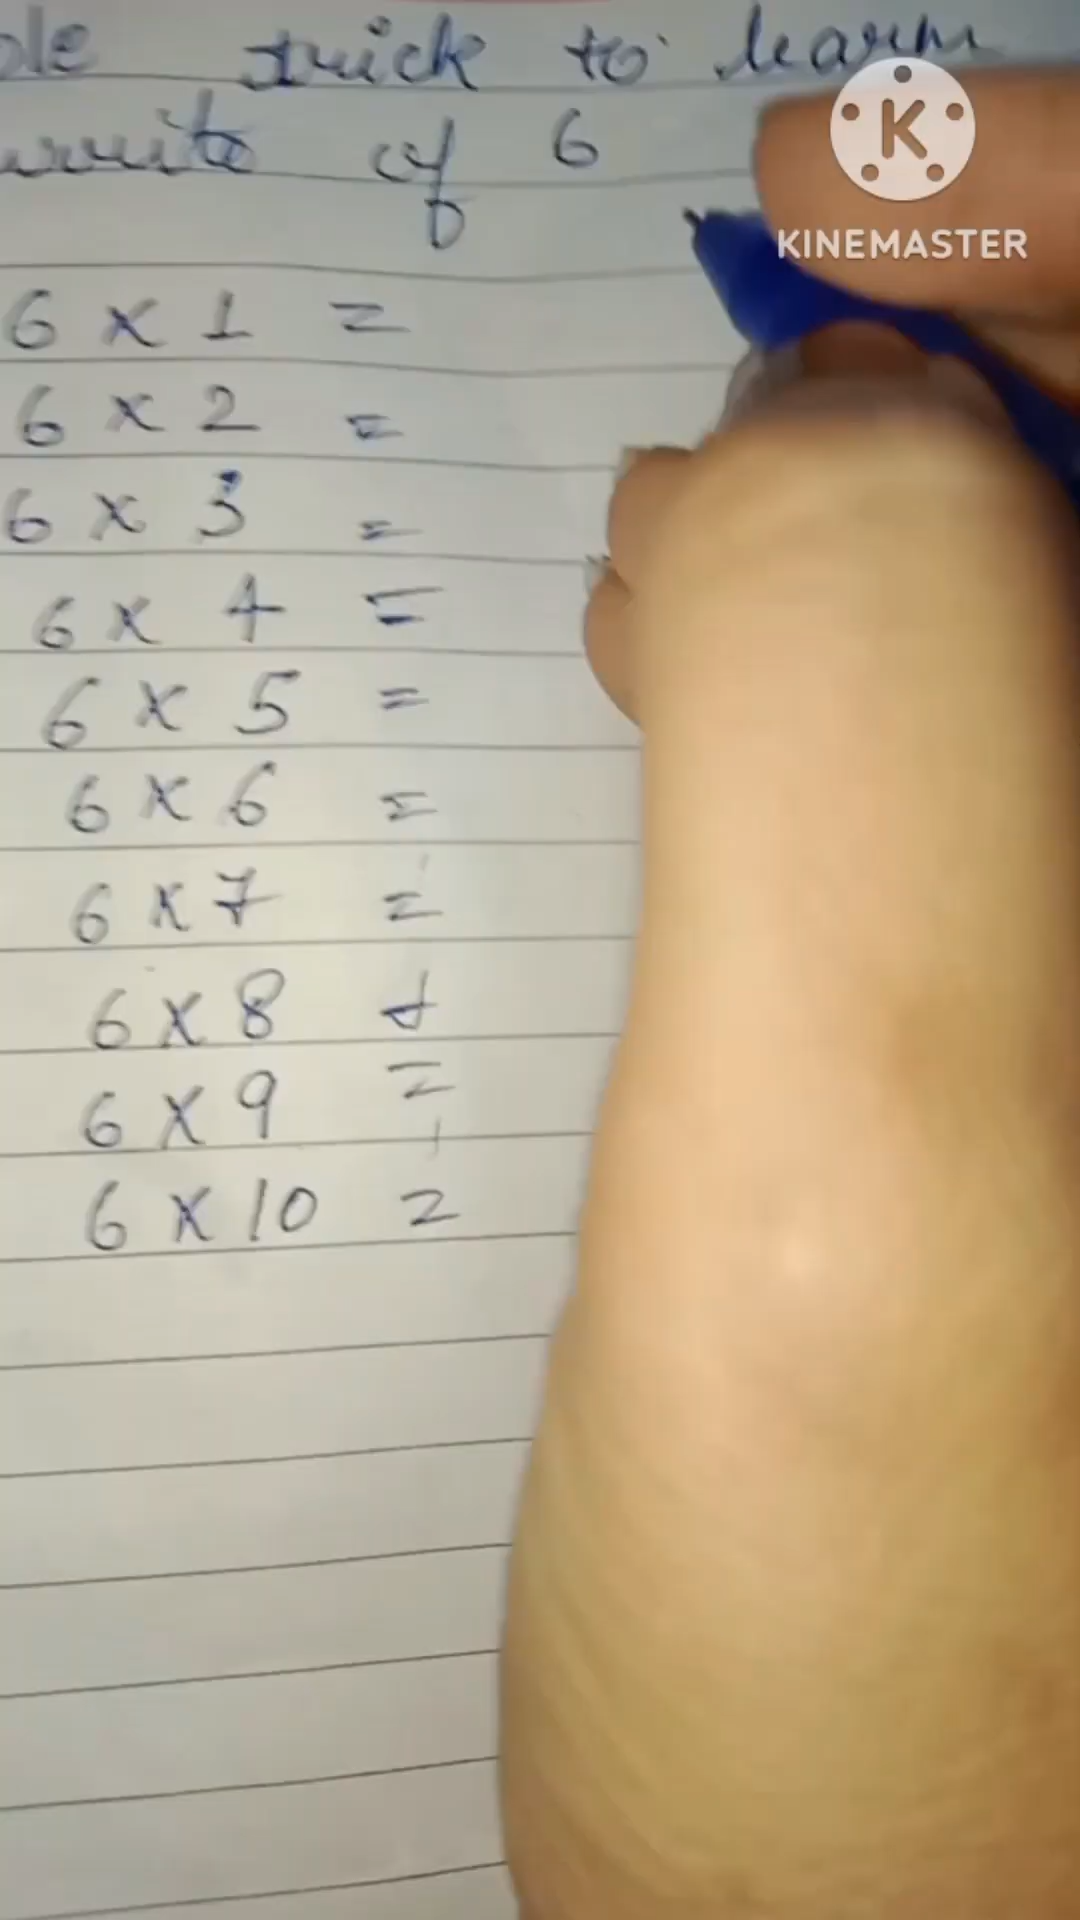 trick to learn
write of 6
K
KINEMASTER
6 x 1 =
6 x 2 =
6 x 3 =
6 x 4 =
6 x 5 =
6 x 6 =
6 x 7 =
6 x 8 =
6 x 9 =
6 x 10 =